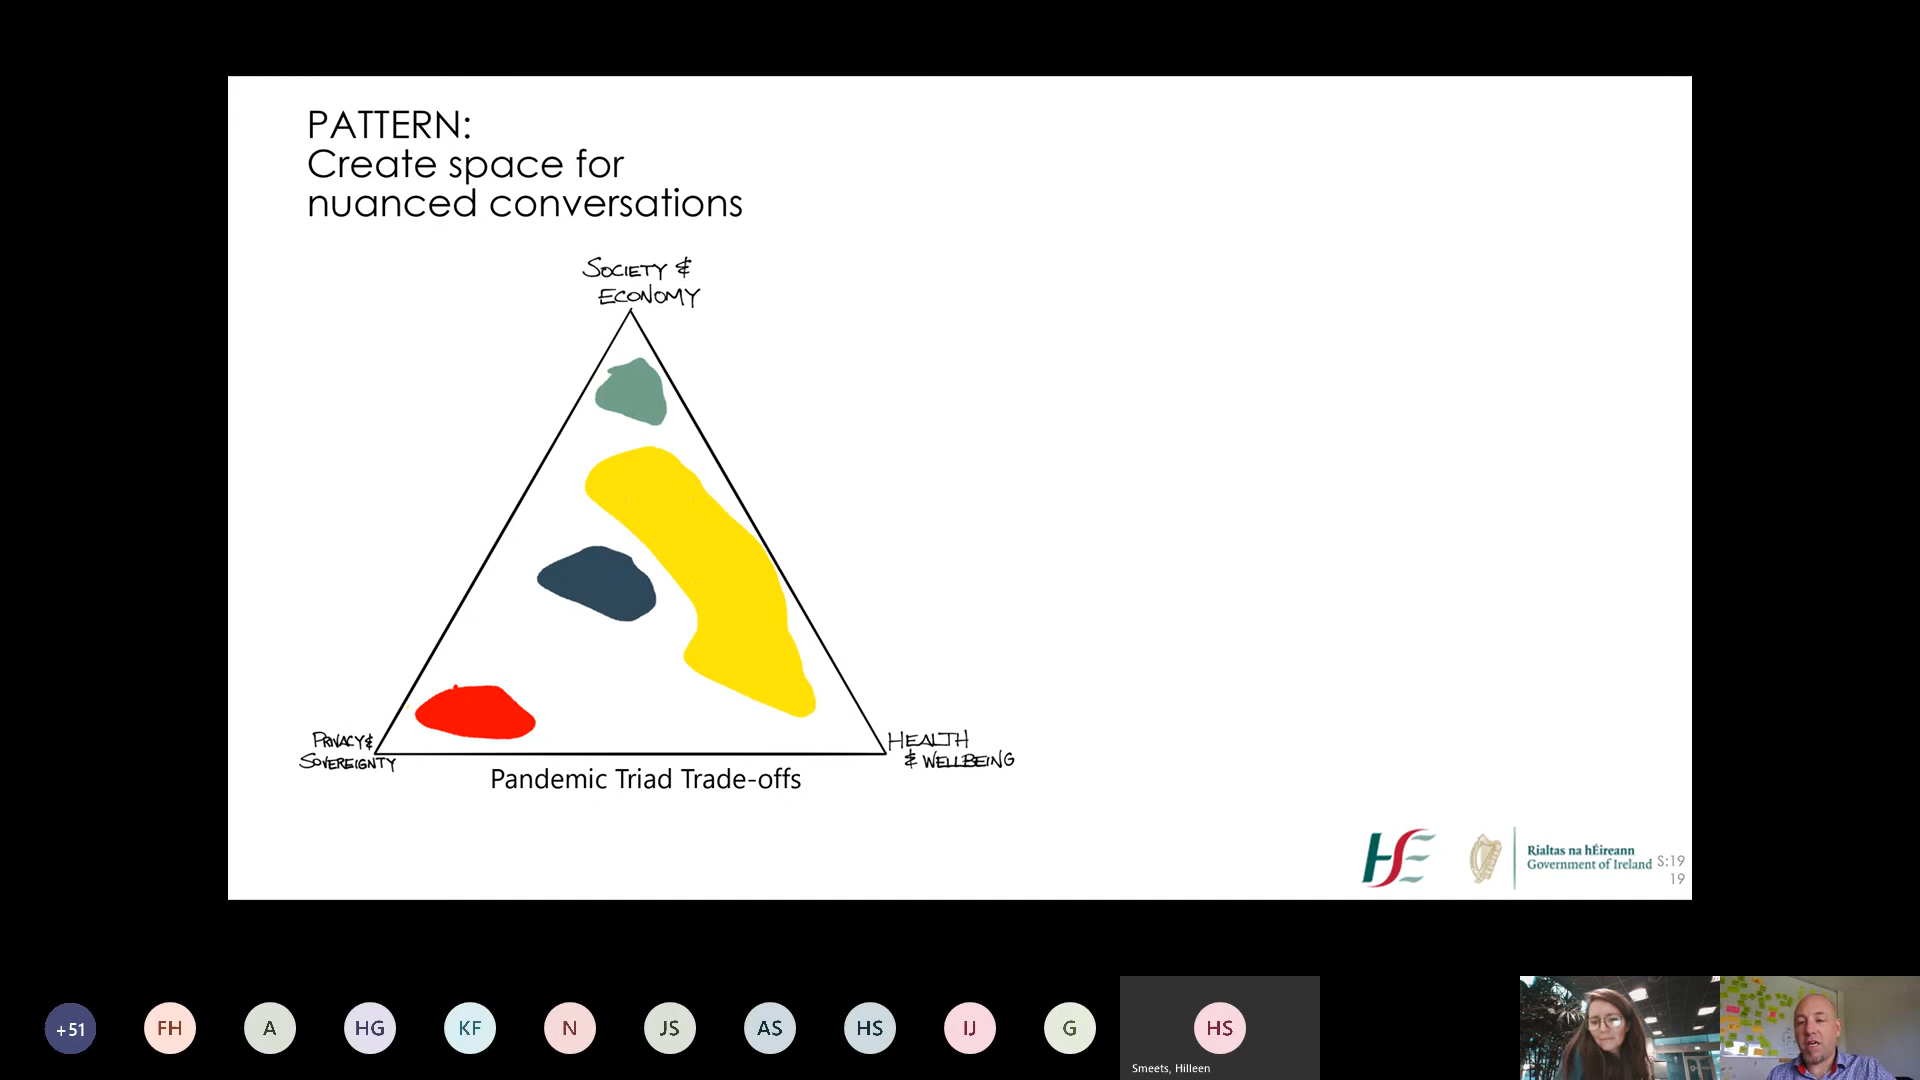 PATTERN:
Create space for
nuanced conversations
SOCIETY &
ECONOMY
PRIVACY &
SOVEREIGNTY
HEALTH
& WELLBEING
Pandemic Triad Trade-offs
HSE
Rialtas na hÉireann
Government of Ireland
S:19
19
+51
FH
A
HG
KF
N
JS
AS
HS
IJ
G
HS
Smeets, Hilleen